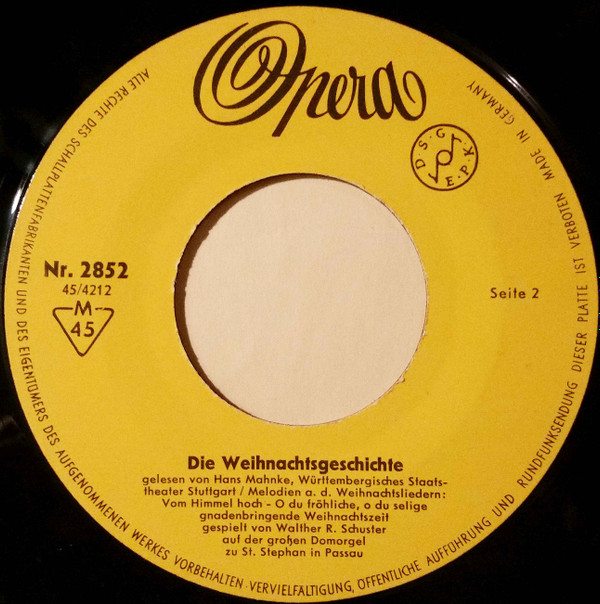 Opera
D.S.G.E.P.K.
Nr. 2852
45/4212
M-
45
Seite 2
Die Weihnachtsgeschichte
gelesen von Hans Mahnke, Württembergisches Staats-
theater Stuttgart / Melodien a. d. Weihnachtsliedern:
Vom Himmel hoch - O du fröhliche, o du selige
gnadenbringende Weihnachtszeit
gespielt von Walther R. Schuster
auf der großen Domorgel
zu St. Stephan in Passau
ALLE RECHTE DES SCHALLPLATTENFABRIKANTEN UND DES EIGENTÜMERS DES AUFGENOMMENEN WERKES VORBEHALTEN - VERVIELFÄLTIGUNG, ÖFFENTLICHE AUFFÜHRUNG UND RUNDFUNKSENDUNG DIESER PLATTE IST VERBOTEN MADE IN GERMANY